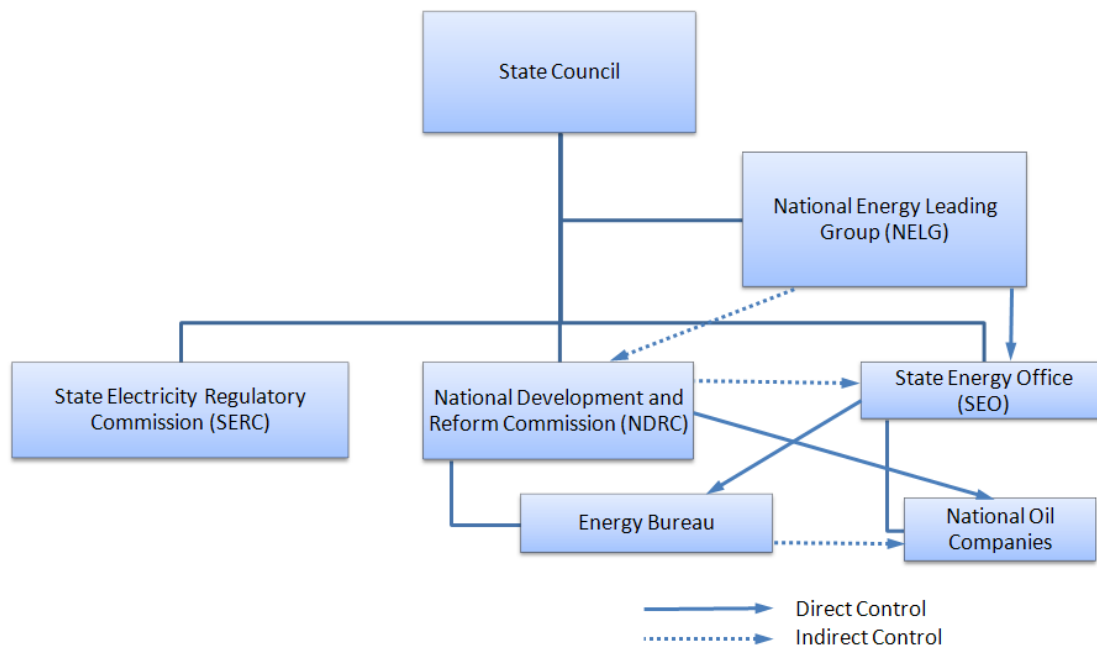 State Council
National Energy Leading
Group (NELG)
State Electricity Regulatory
Commission (SERC)
National Development and
Reform Commission (NDRC)
State Energy Office
(SEO)
Energy Bureau
National Oil
Companies
Direct Control
Indirect Control